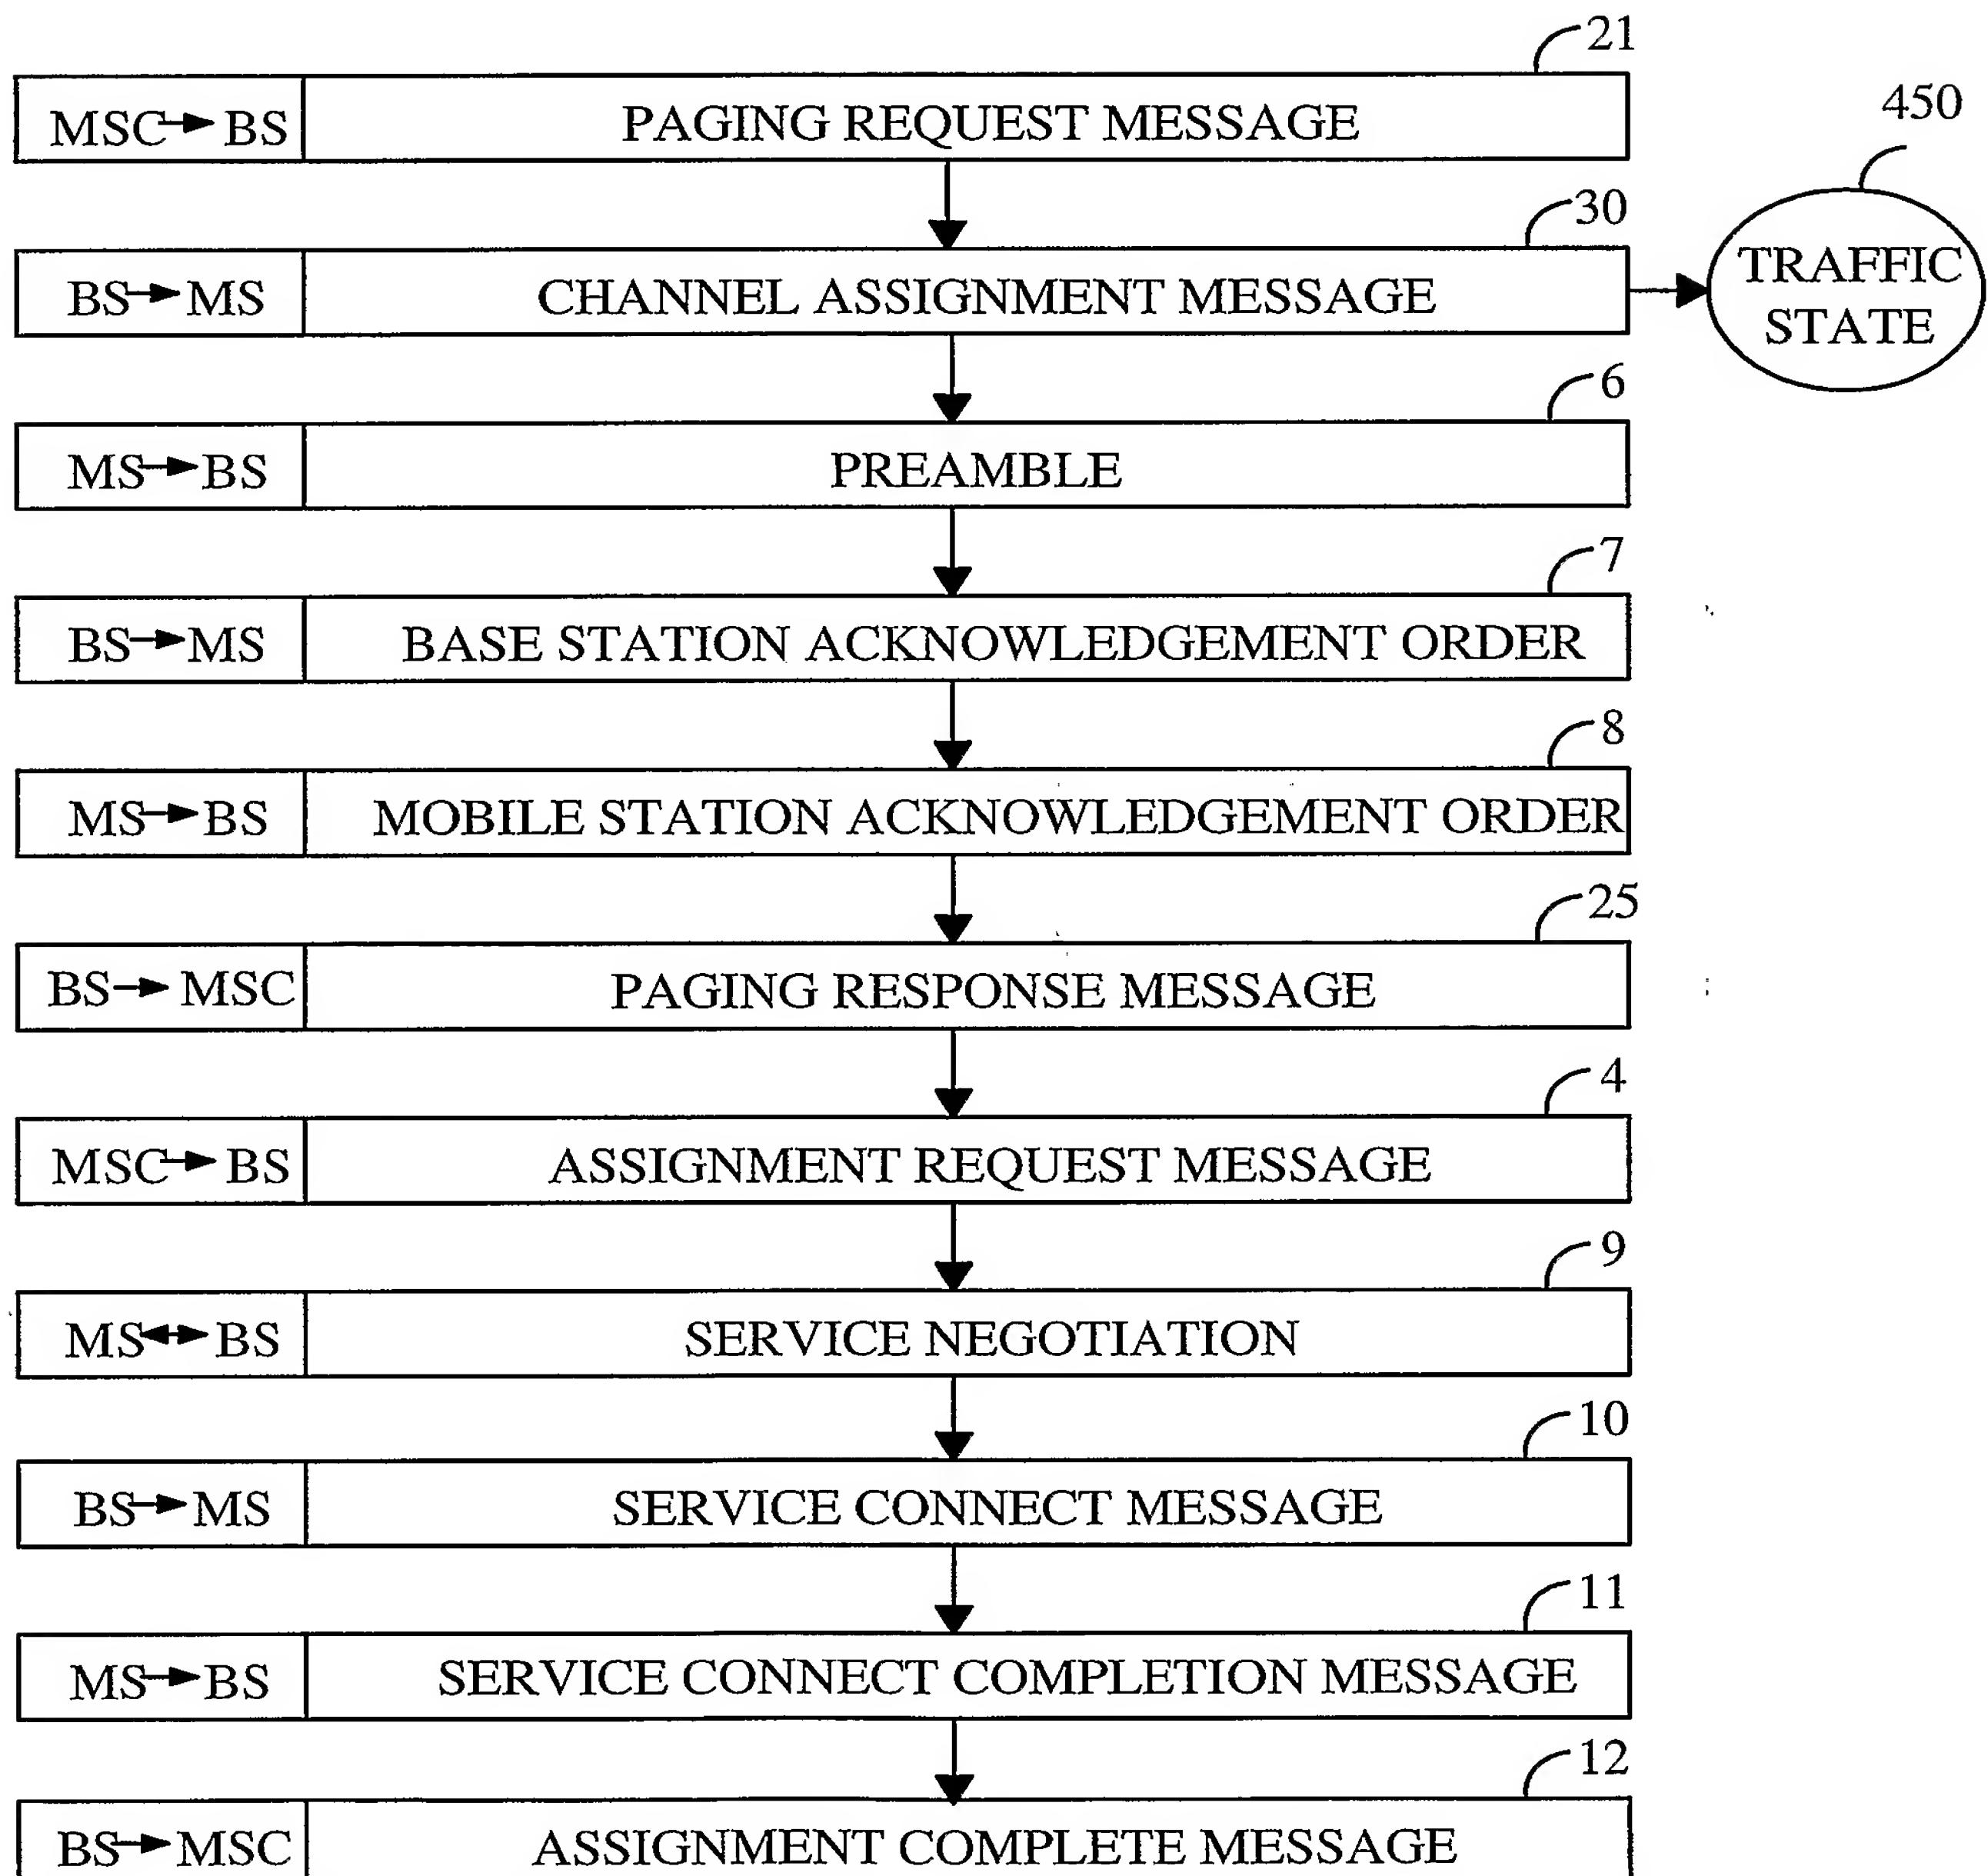 21
MSC→BS PAGING REQUEST MESSAGE
450
30
BS→MS CHANNEL ASSIGNMENT MESSAGE
TRAFFIC
STATE
6
MS→BS PREAMBLE
7
BS→MS BASE STATION ACKNOWLEDGEMENT ORDER
8
MS→BS MOBILE STATION ACKNOWLEDGEMENT ORDER
25
BS→MSC PAGING RESPONSE MESSAGE
4
MSC→BS ASSIGNMENT REQUEST MESSAGE
9
MS↔BS SERVICE NEGOTIATION
10
BS→MS SERVICE CONNECT MESSAGE
11
MS→BS SERVICE CONNECT COMPLETION MESSAGE
12
BS→MSC ASSIGNMENT COMPLETE MESSAGE